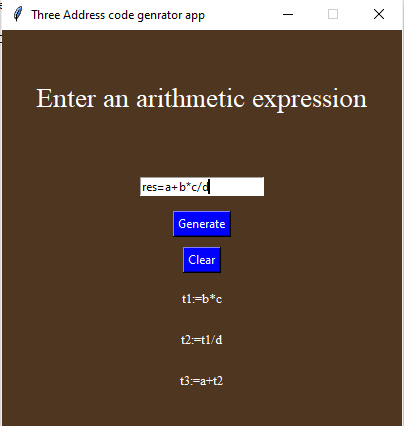 Three Address code genrator app
Enter an arithmetic expression
res=a+b*c/d
Generate
Clear
t1:=b*c
t2:=t1/d
t3:=a+t2